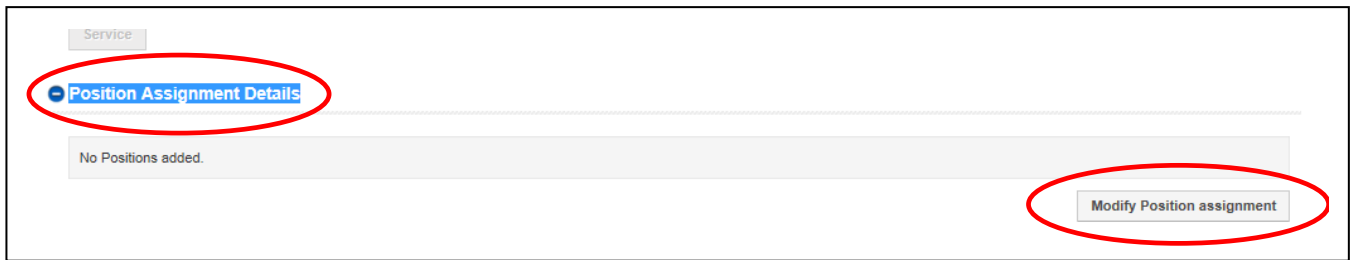 Service
Position Assignment Details
No Positions added.
Modify Position assignment